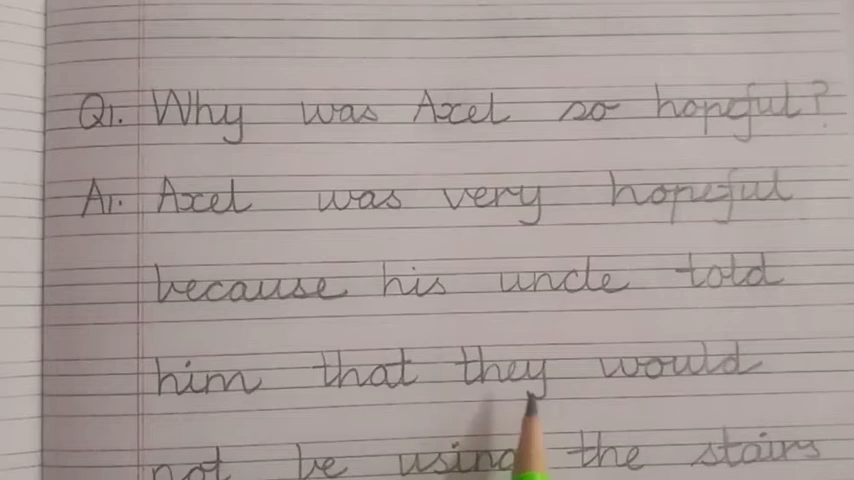 Q1. Why was Axel so hopeful?
A1. Axel was very hopeful
because his uncle told
him that they would
not be using the stairs